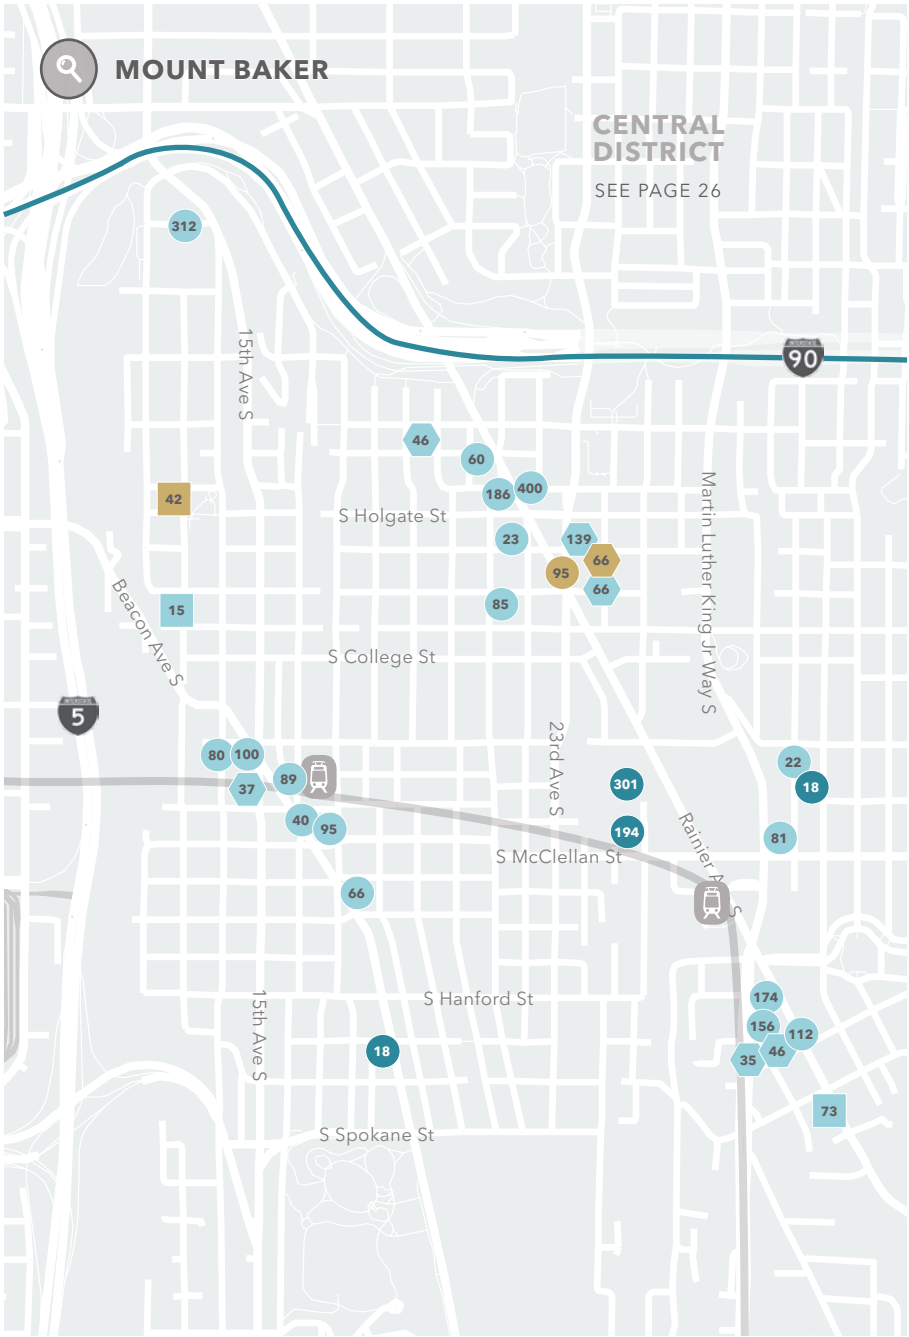 MOUNT BAKER
CENTRAL
DISTRICT
SEE PAGE 26
312
15th Ave S
INTERSTATE
90
46
60
186
400
42
S Holgate St
Martin Luther King Jr Way S
23
139
66
95
66
85
15
Beacon Ave S
S College St
INTERSTATE
5
23rd Ave S
80
100
89
37
22
18
301
40
95
194
81
Rainier A
S
S McClellan St
66
174
S Hanford St
15th Ave S
156
112
18
46
35
73
S Spokane St